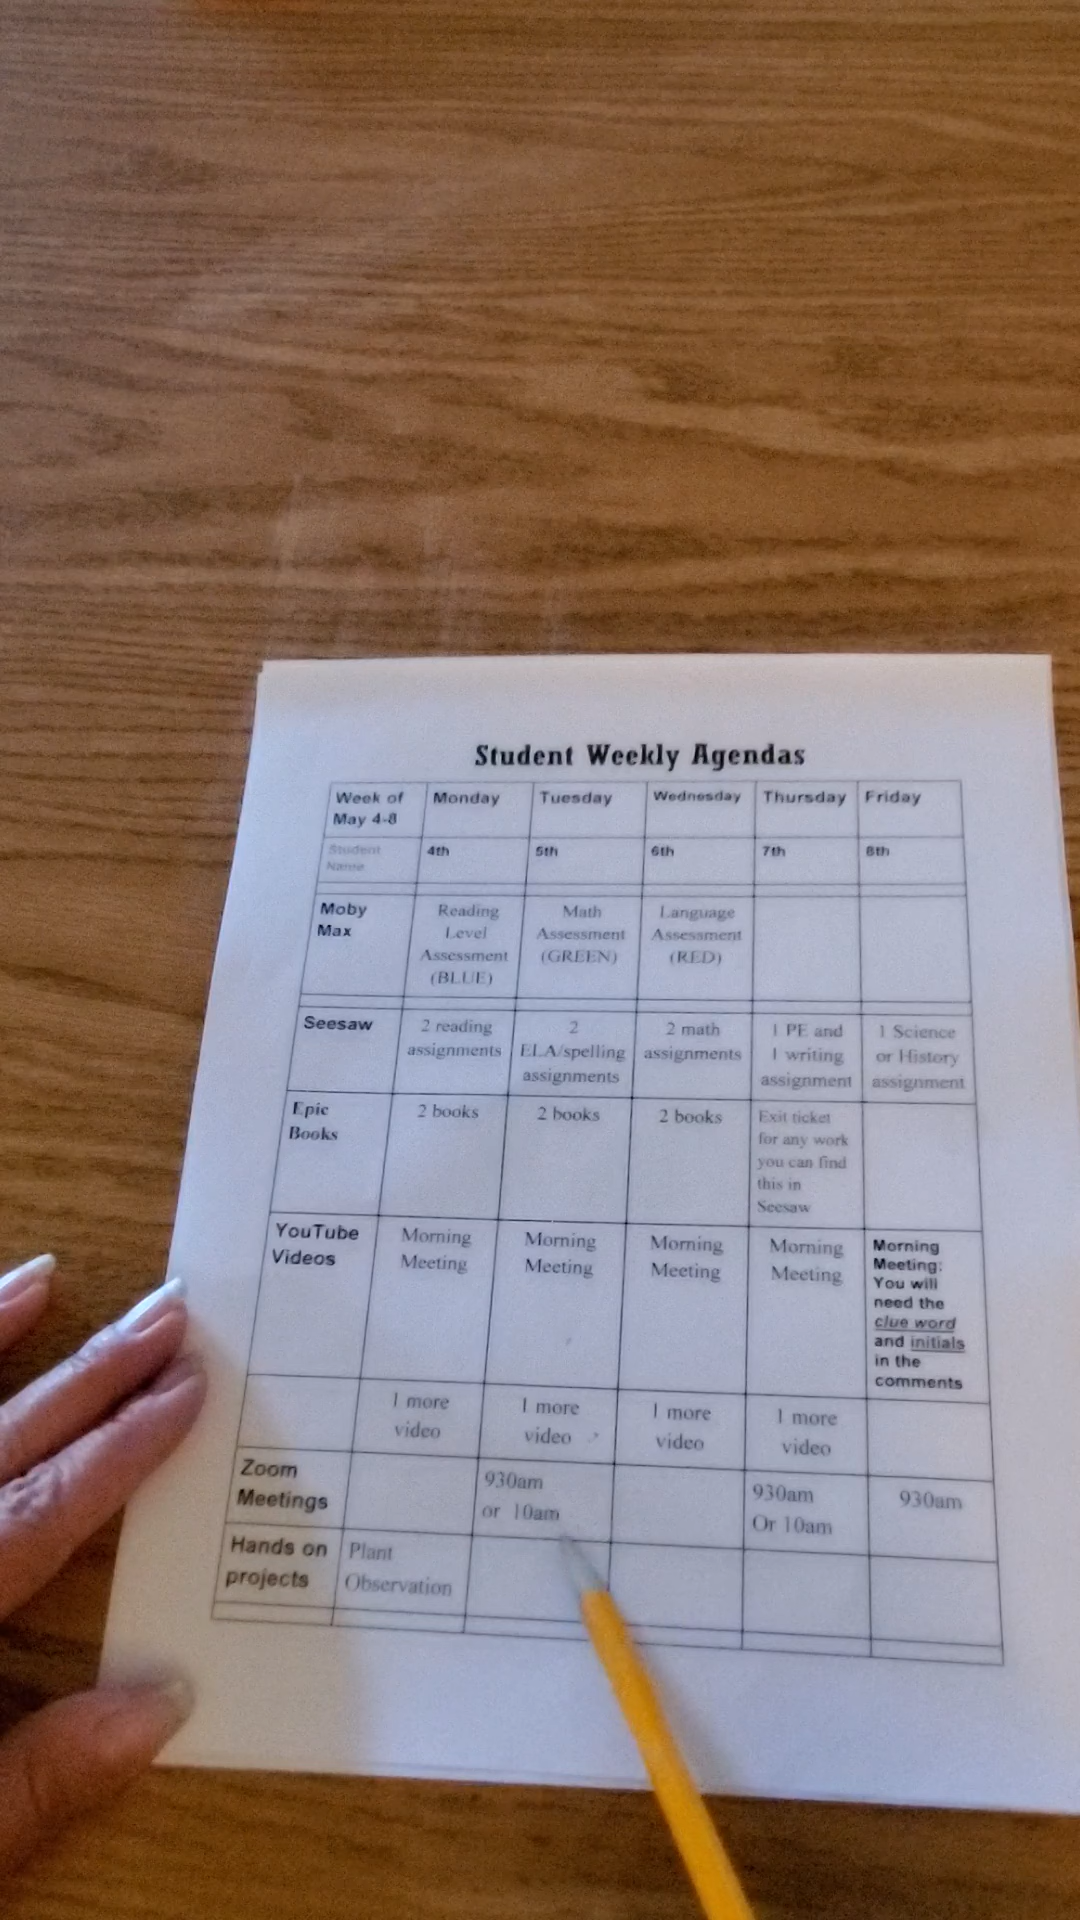 Student Weekly Agendas
Week of Monday Tuesday Wednesday Thursday Friday
May 4-8
Student 4th 5th 6th 7th 8th
Name
Moby Reading Math Language
Max Level Assessment Assessment
Assessment (GREEN) (RED)
(BLUE)
Seesaw 2 reading 2 2 math 1 PE and 1 Science
assignments ELA/spelling assignments 1 writing or History
assignments assignment assignment
Epic 2 books 2 books 2 books Exit ticket
Books for any work
you can find
this in
Seesaw
YouTube Morning Morning Morning Morning Morning
Videos Meeting Meeting Meeting Meeting Meeting:
You will
need the
clue word
and initials
in the
comments
1 more 1 more 1 more 1 more
video video video video
Zoom 930am 930am 930am
Meetings or 10am Or 10am
Hands on Plant
projects Observation